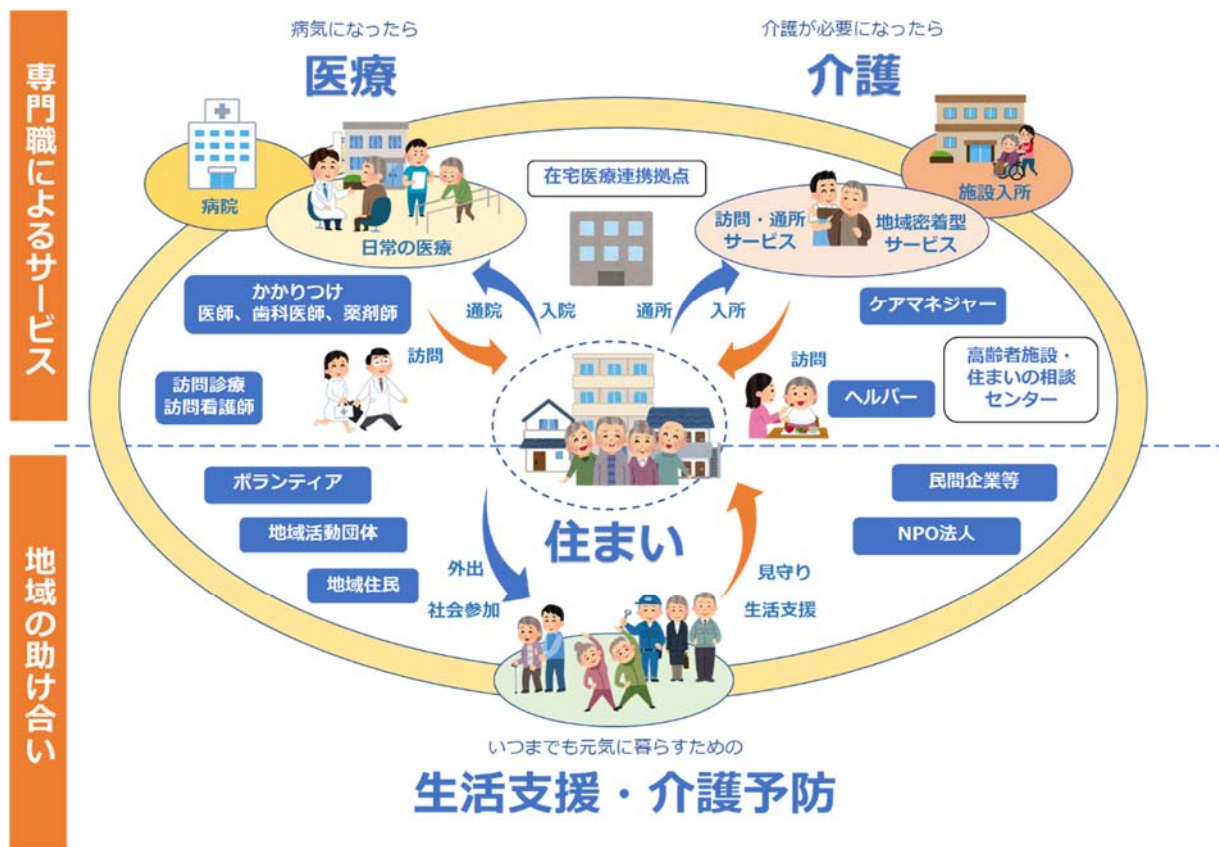 専門職によるサービス
病気になったら
医療
介護が必要になったら
介護
病院
日常の医療
在宅医療連携拠点
訪問・通所
サービス
地域密着型
サービス
施設入所
かかりつけ
医師、歯科医師、薬剤師
通院
入院
通所
入所
訪問
訪問
ケアマネジャー
高齢者施設・
住まいの相談
センター
訪問診療
訪問看護師
ヘルパー
地域の助け合い
ボランティア
地域活動団体
地域住民
住まい
民間企業等
NPO法人
外出
社会参加
見守り
生活支援
いつまでも元気に暮らすための
生活支援・介護予防